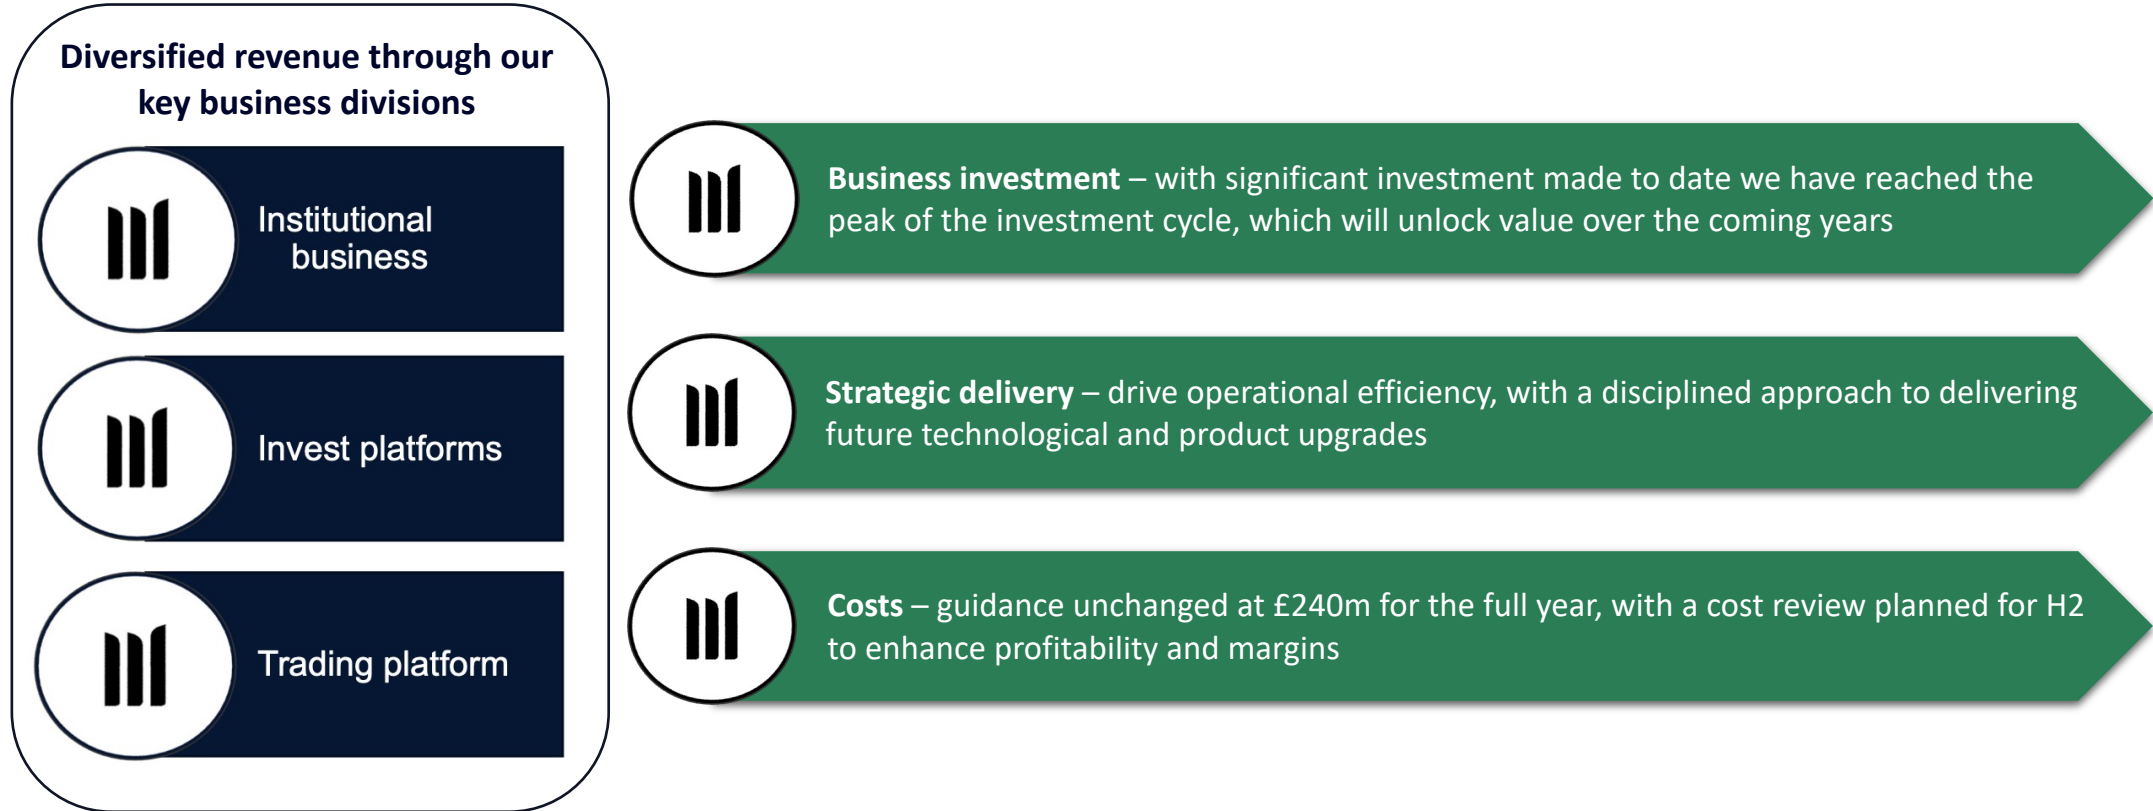 Diversified revenue through our
key business divisions
Institutional
business
Invest platforms
Trading platform
Business investment – with significant investment made to date we have reached the
peak of the investment cycle, which will unlock value over the coming years
Strategic delivery – drive operational efficiency, with a disciplined approach to delivering
future technological and product upgrades
Costs – guidance unchanged at £240m for the full year, with a cost review planned for H2
to enhance profitability and margins